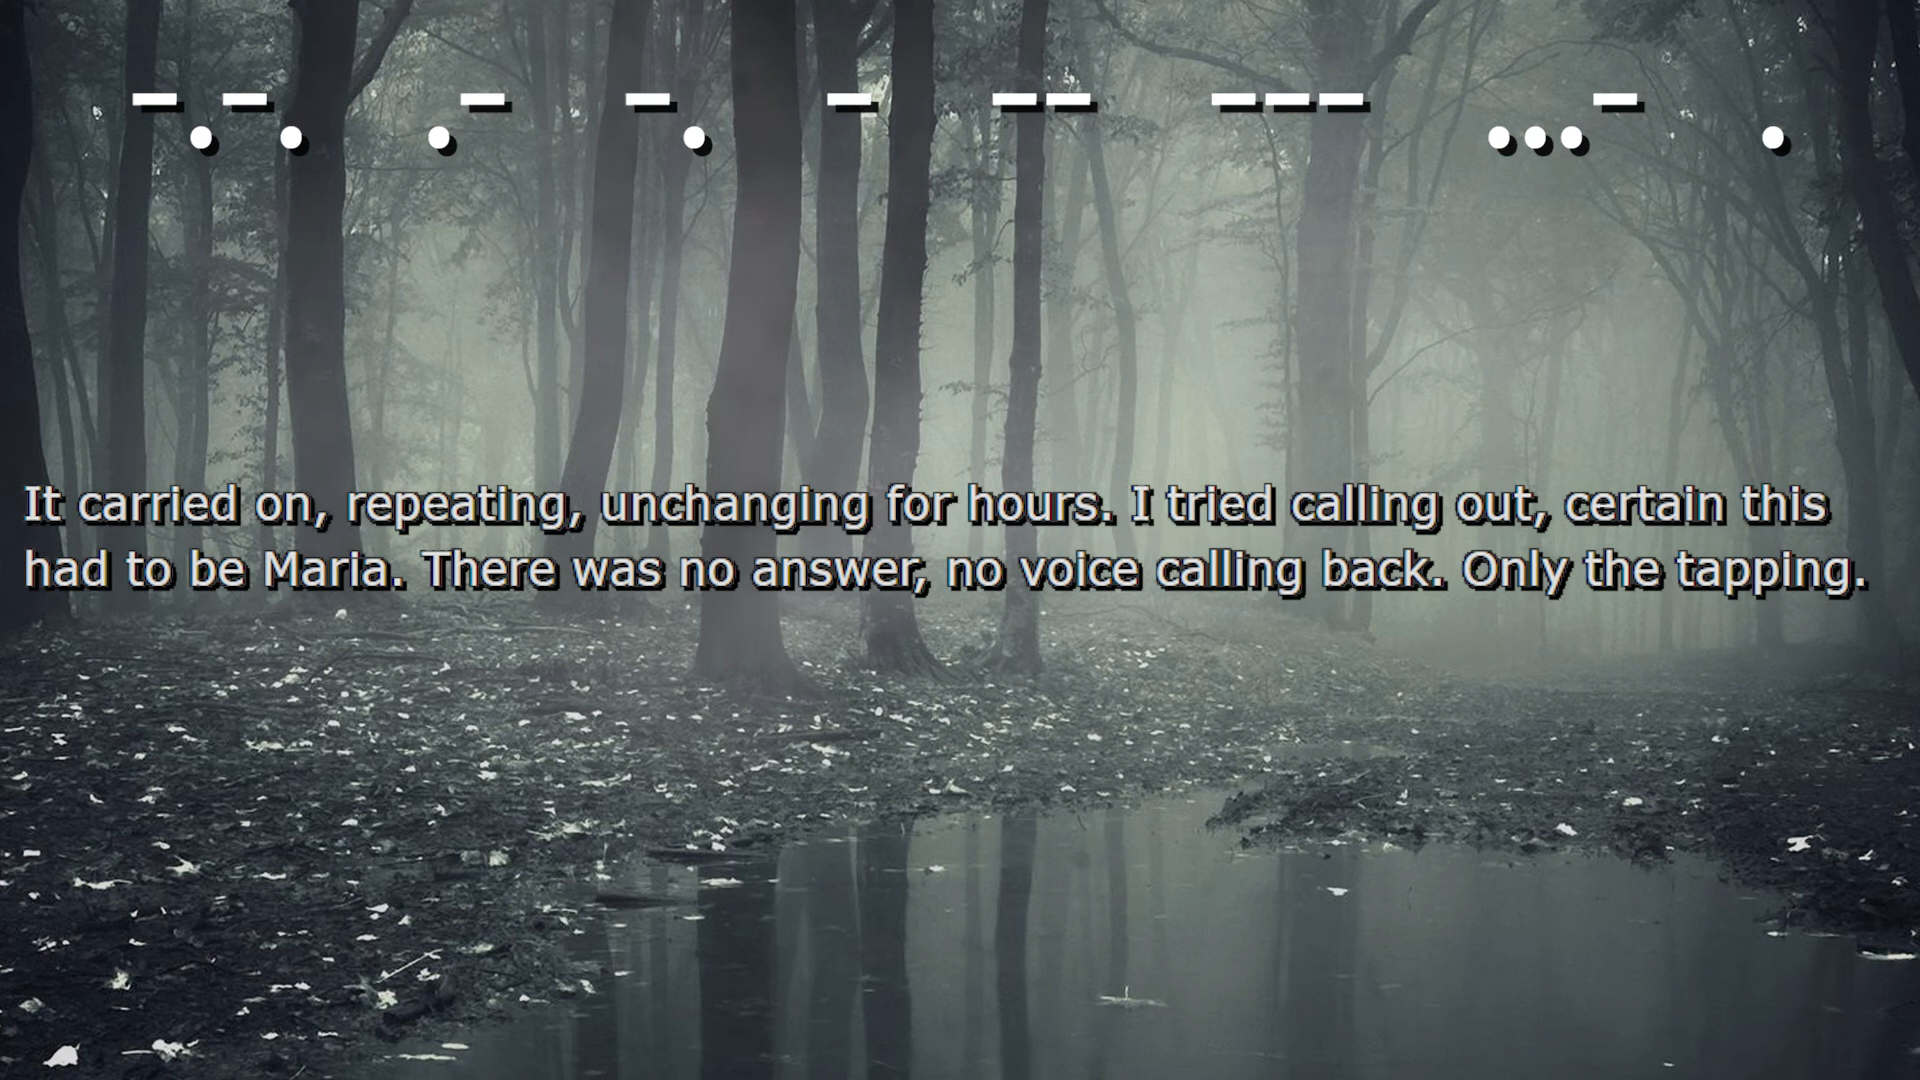 -.-. .- -. - -- --- ...- .
It carried on, repeating, unchanging for hours. I tried calling out, certain this
had to be Maria. There was no answer, no voice calling back. Only the tapping.